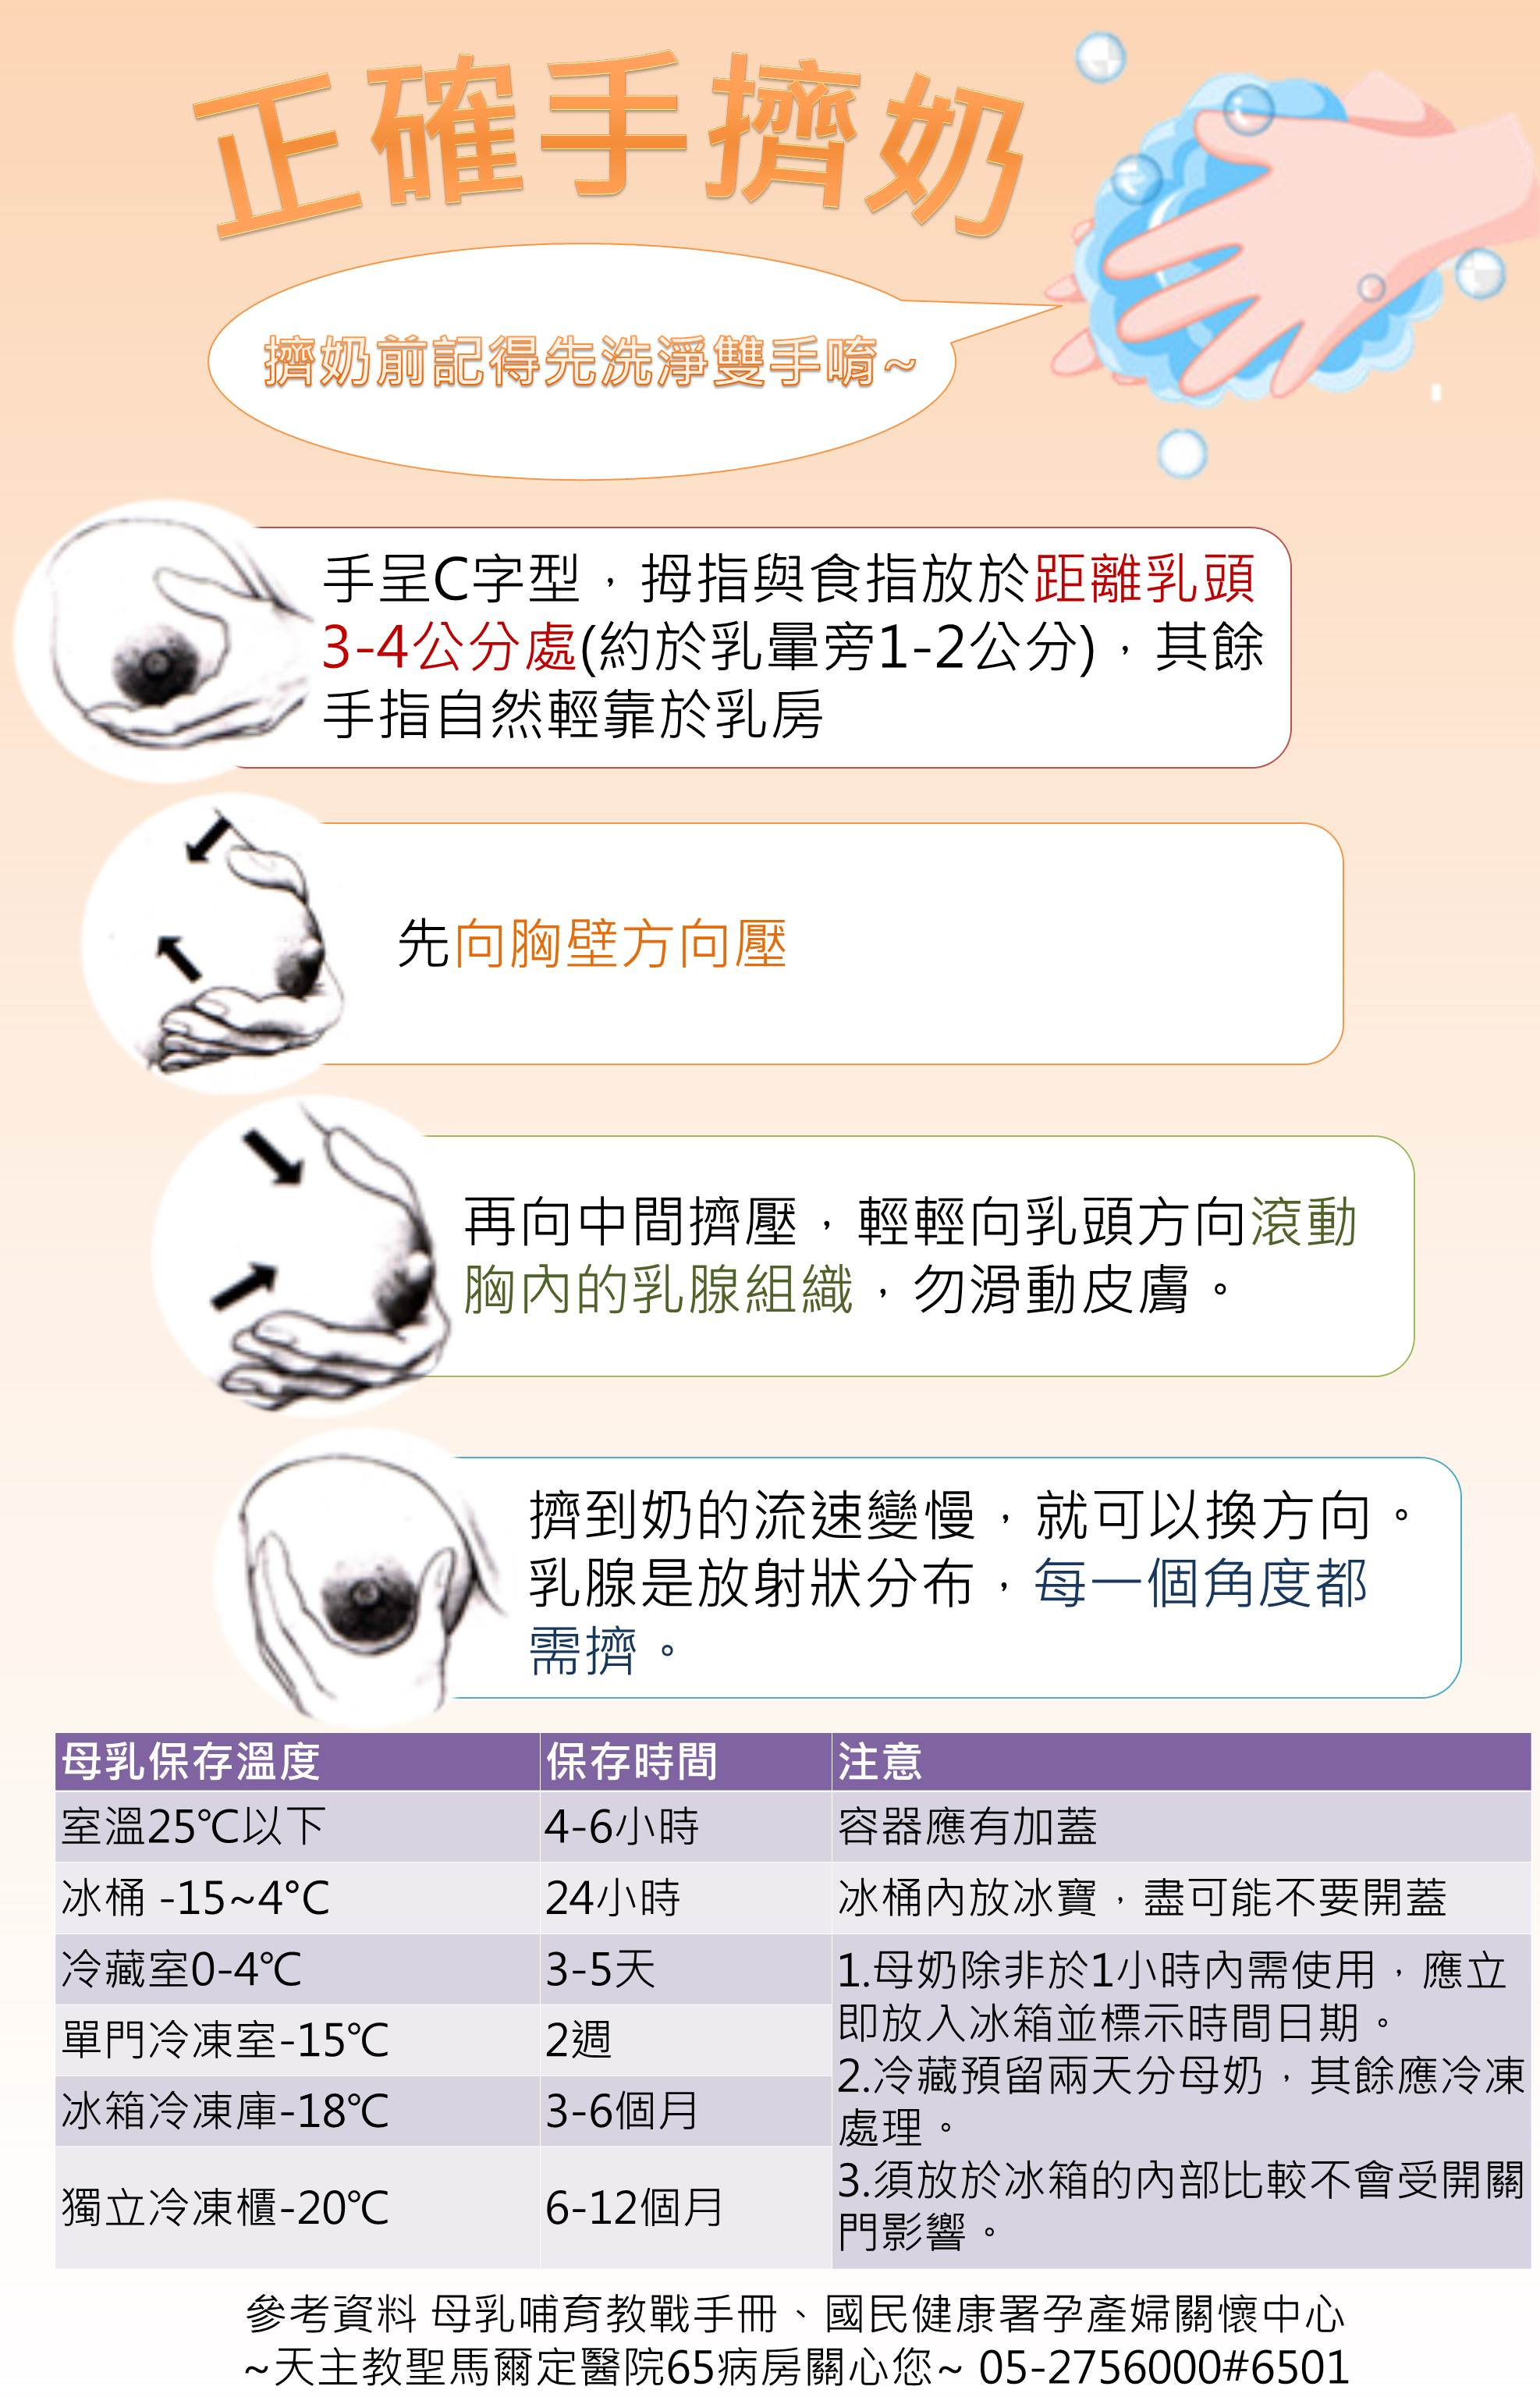 正確手擠奶
擠奶前記得先洗淨雙手唷~
手呈C字型，拇指與食指放於距離乳頭
3-4公分處(約於乳暈旁1-2公分)，其餘
手指自然輕靠於乳房
先向胸壁方向壓
再向中間擠壓，輕輕向乳頭方向滾動
胸內的乳腺組織，勿滑動皮膚。
擠到奶的流速變慢，就可以換方向。
乳腺是放射狀分布，每一個角度都
需擠。
母乳保存溫度 保存時間 注意
室溫25℃以下 4-6小時 容器應有加蓋
冰桶 -15~4°C 24小時 冰桶內放冰寶，盡可能不要開蓋
冷藏室0-4℃ 3-5天
單門冷凍室-15℃ 2週
冰箱冷凍庫-18℃ 3-6個月
獨立冷凍櫃-20℃ 6-12個月
1.母奶除非於1小時內需使用，應立
即放入冰箱並標示時間日期。
2.冷藏預留兩天分母奶，其餘應冷凍
處理。
3.須放於冰箱的內部比較不會受開關
門影響。
參考資料 母乳哺育教戰手冊、國民健康署孕產婦關懷中心
~天主教聖馬爾定醫院65病房關心您~ 05-2756000#6501